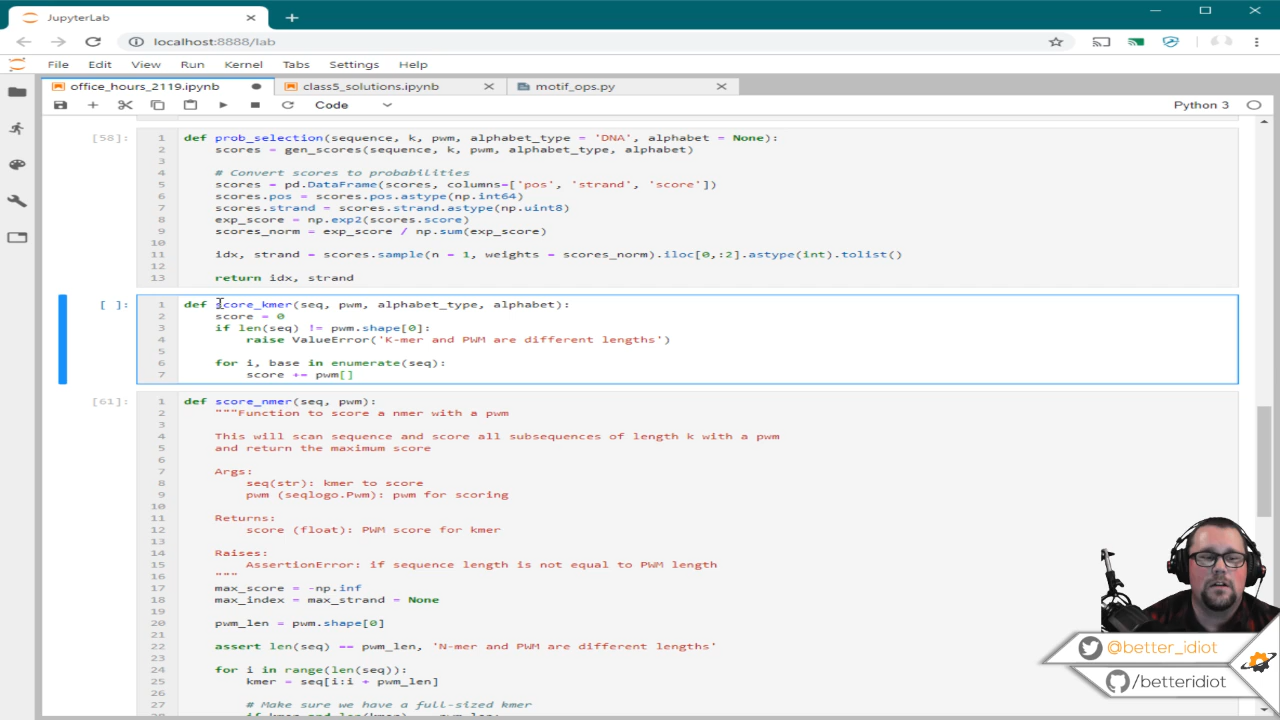 JupyterLab
localhost:8888/lab
File Edit View Run Kernel Tabs Settings Help
office_hours_2119.ipynb class5_solutions.ipynb motif_ops.py
Code Python 3
[58]: 1 def prob_selection(sequence, k, pwm, alphabet_type = 'DNA', alphabet = None):
2 scores = gen_scores(sequence, k, pwm, alphabet_type, alphabet)
3
4 # Convert scores to probabilities
5 scores = pd.DataFrame(scores, columns=['pos', 'strand', 'score'])
6 scores.pos = scores.pos.astype(np.int64)
7 scores.strand = scores.strand.astype(np.uint8)
8 exp_score = np.exp2(scores.score)
9 scores_norm = exp_score / np.sum(exp_score)
10
11 idx, strand = scores.sample(n = 1, weights = scores_norm).iloc[0,:2].astype(int).tolist()
12
13 return idx, strand
[ ]: 1 def score_kmer(seq, pwm, alphabet_type, alphabet):
2 score = 0
3 if len(seq) != pwm.shape[0]:
4 raise ValueError('K-mer and PWM are different lengths')
5
6 for i, base in enumerate(seq):
7 score += pwm[]
[61]: 1 def score_nmer(seq, pwm):
2 """Function to score a nmer with a pwm
3
4 This will scan sequence and score all subsequences of length k with a pwm
5 and return the maximum score
6
7 Args:
8 seq(str): kmer to score
9 pwm (seqlogo.Pwm): pwm for scoring
10
11 Returns:
12 score (float): PWM score for kmer
13
14 Raises:
15 AssertionError: if sequence length is not equal to PWM length
16 """
17 max_score = -np.inf
18 max_index = max_strand = None
19
20 pwm_len = pwm.shape[0]
21
22 assert len(seq) == pwm_len, 'N-mer and PWM are different lengths'
23
24 for i in range(len(seq)):
25 kmer = seq[i:i + pwm_len]
26
27 # Make sure we have a full-sized kmer
@better_idiot
/betteridiot